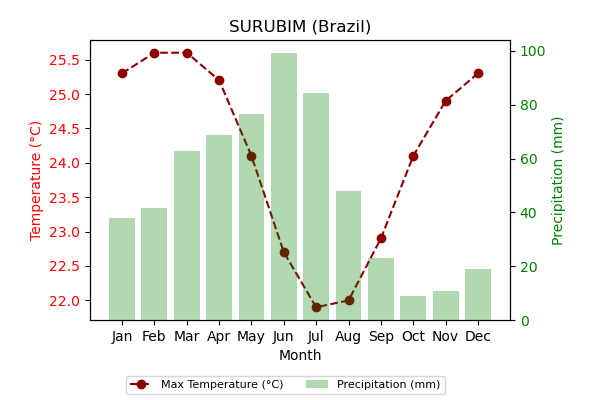 SURUBIM (Brazil)
25.5
25.0
24.5
24.0
23.5
23.0
22.5
22.0
Temperature (°C)
100
80
60
40
20
0
Precipitation (mm)
Jan Feb Mar Apr May Jun Jul Aug Sep Oct Nov Dec
Month
Max Temperature (°C) Precipitation (mm)